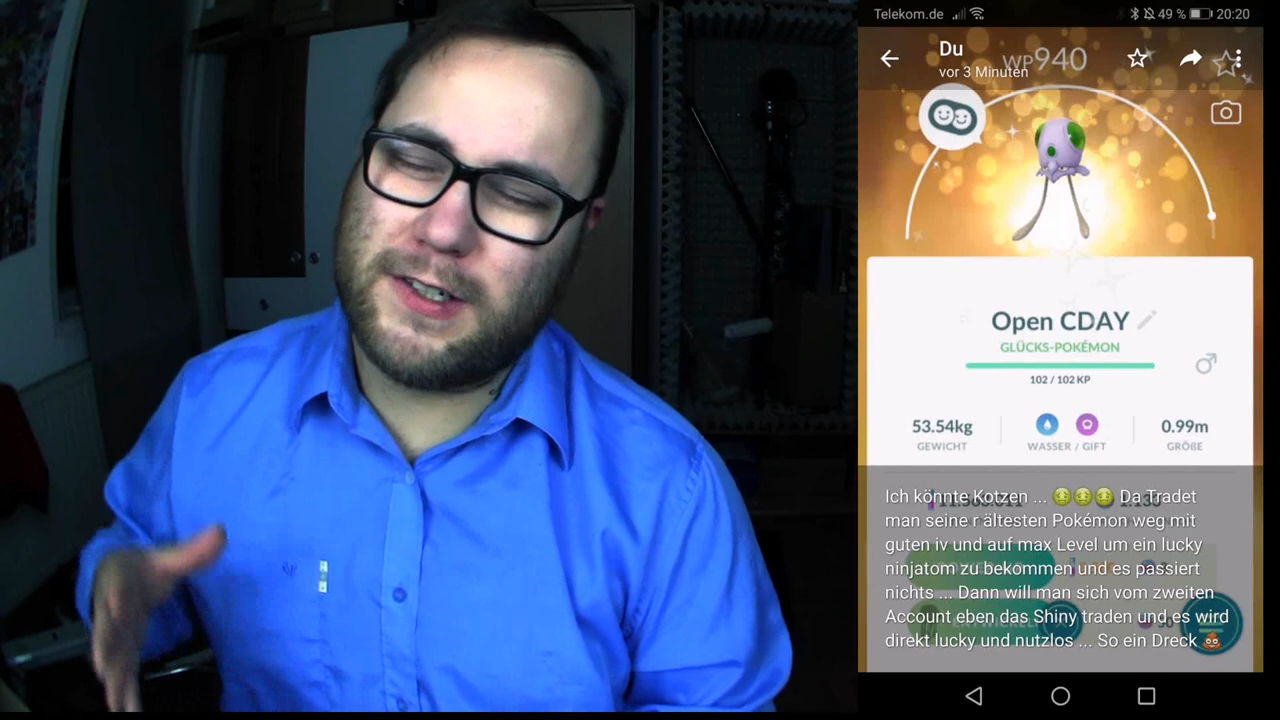 Telekom.de
49 %
20:20
Du
WP940
vor 3 Minuten
Open CDAY
GLÜCKS-POKÉMON
102 / 102 KP
53.54kg
WASSER / GIFT
0.99m
GEWICHT
GRÖßE
Ich könnte Kotzen ... 🤢🤢🤢 Da Tradet
man seine r ältesten Pokémon weg mit
guten iv und auf max Level um ein lucky
ninjatom zu bekommen und es passiert
nichts ... Dann will man sich vom zweiten
Account eben das Shiny traden und es wird
direkt lucky und nutzlos ... So ein Dreck 💩